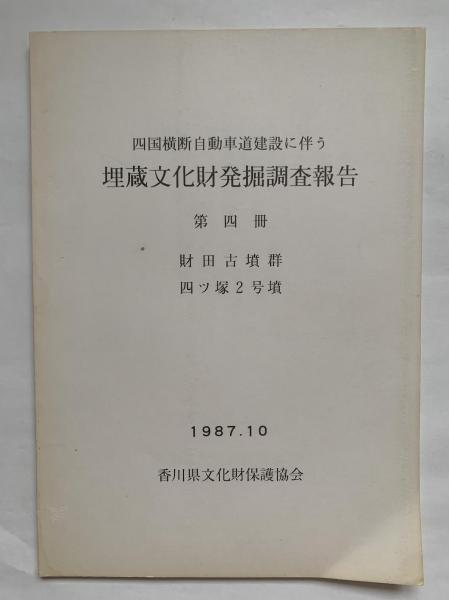 四国横断自動車道建設に伴う
埋蔵文化財発掘調査報告
第四冊
財田古墳群
四ツ塚2号墳
1987.10
香川県文化財保護協会